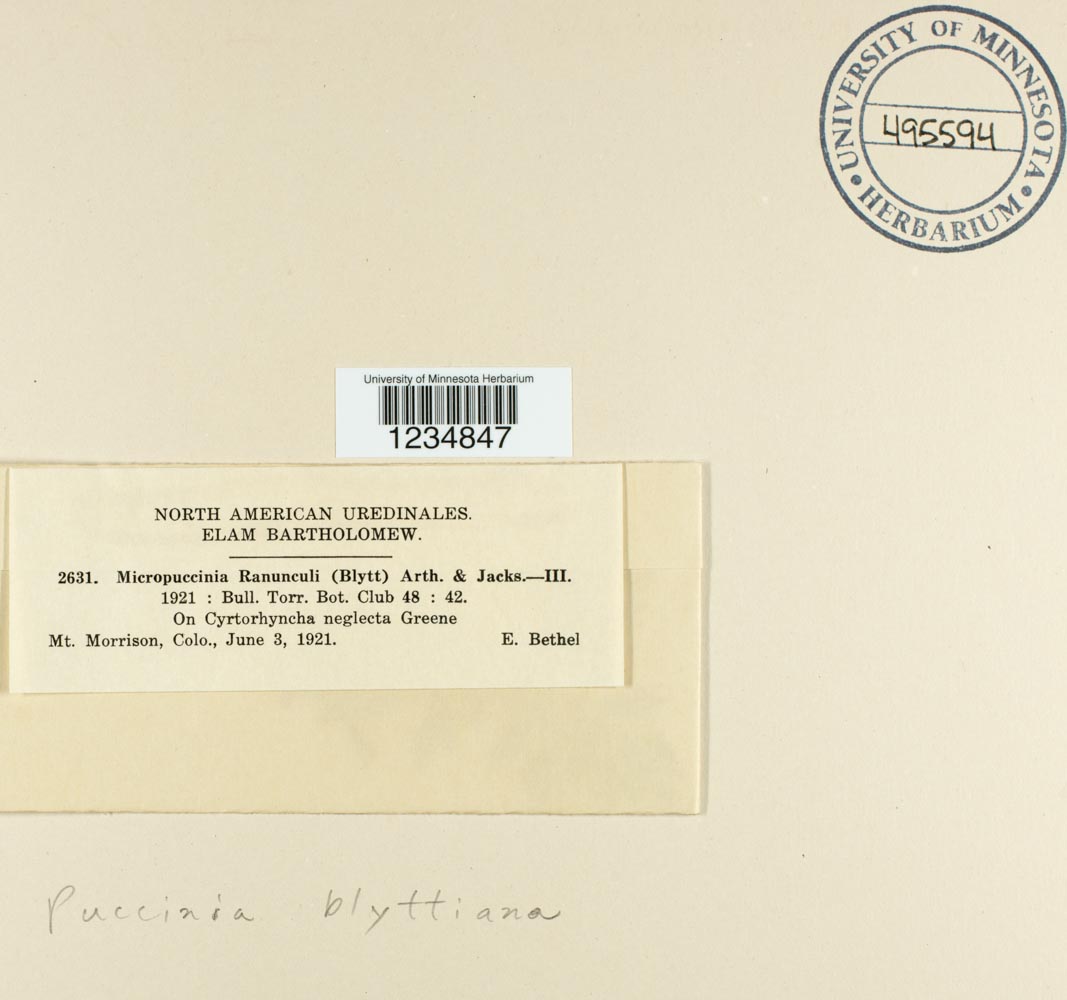 UNIVERSITY OF MINNESOTA
495594
• HERBARIUM •
University of Minnesota Herbarium
1234847
NORTH AMERICAN UREDINALES.
ELAM BARTHOLOMEW.
2631. Micropuccinia Ranunculi (Blytt) Arth. & Jacks.—III.
1921 : Bull. Torr. Bot. Club 48 : 42.
On Cyrtorhyncha neglecta Greene
Mt. Morrison, Colo., June 3, 1921. E. Bethel
Puccinia blyttiana